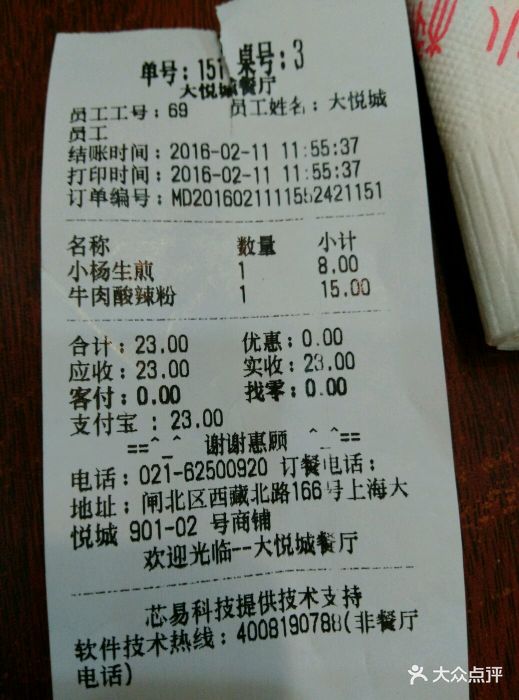 单号：151 桌号：3
大悦城餐厅
员工工号：69 员工姓名：大悦城
员工
结账时间：2016-02-11 11:55:37
打印时间：2016-02-11 11:55:37
订单编号：MD20160211111552421151
名称 数量 小计
小杨生煎 1 8.00
牛肉酸辣粉 1 15.00
合计：23.00 优惠：0.00
应收：23.00 实收：23.00
客付：0.00 找零：0.00
支付宝：23.00
==^_^ 谢谢惠顾 ^_^==
电话：021-62500920 订餐电话：
地址：闸北区西藏北路166号上海大
悦城 901-02 号商铺
欢迎光临--大悦城餐厅
芯易科技提供技术支持
软件技术热线：4008190788(非餐厅
电话)
大众点评